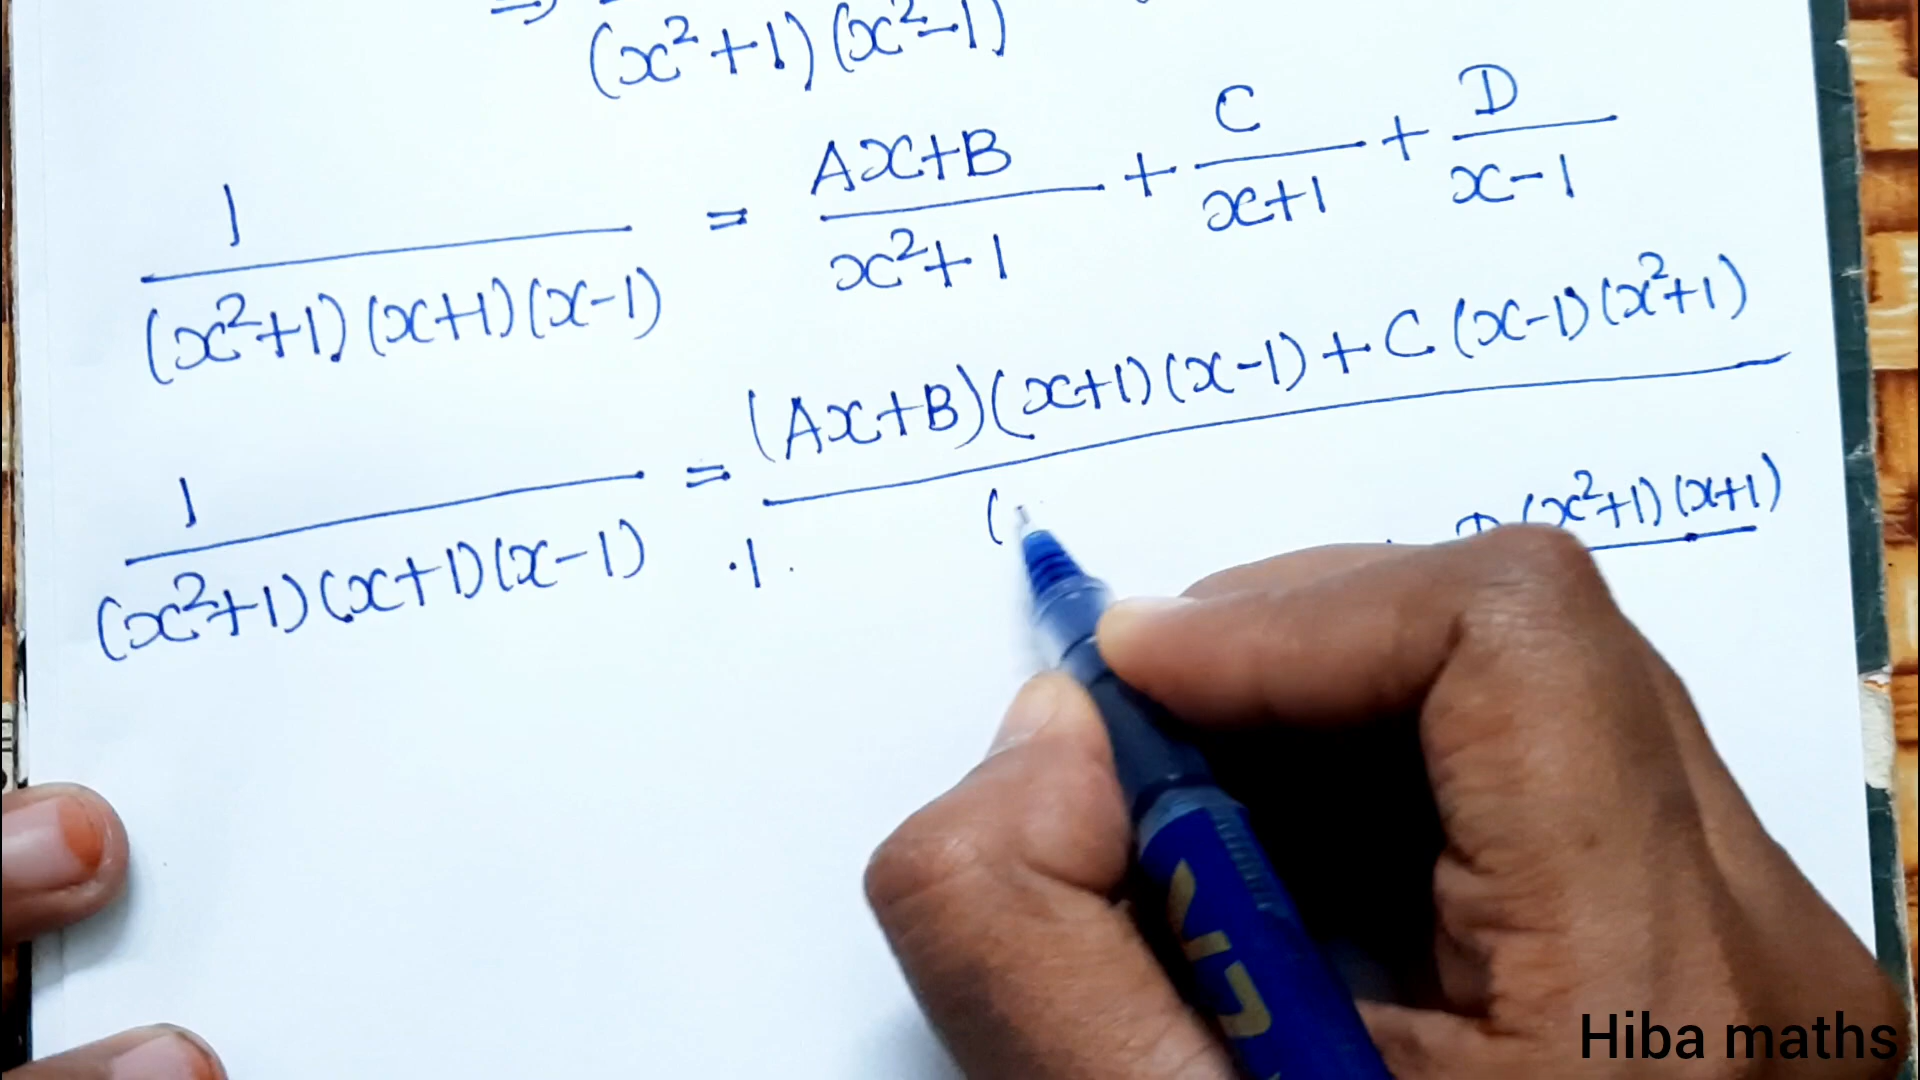 (x²+1)(x²-1)
1/((x²+1)(x+1)(x-1)) = (Ax+B)/(x²+1) + C/(x+1) + D/(x-1)
1/((x²+1)(x+1)(x-1)) = (Ax+B)(x+1)(x-1) + C(x-1)(x²+1)
D(x²+1)(x+1)
(
Hiba maths